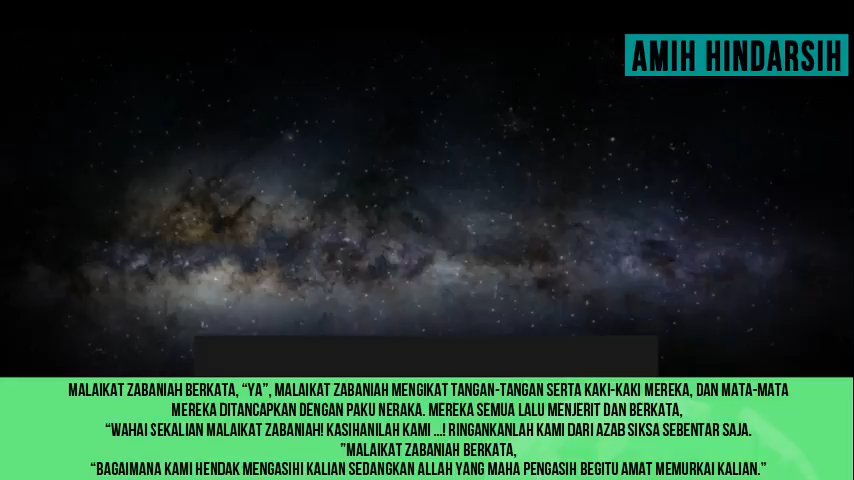 AMIH HINDARSIH
MALAIKAT ZABANIAH BERKATA, “YA”, MALAIKAT ZABANIAH MENGIKAT TANGAN-TANGAN SERTA KAKI-KAKI MEREKA, DAN MATA-MATA
MEREKA DITANCAPKAN DENGAN PAKU NERAKA. MEREKA SEMUA LALU MENJERIT DAN BERKATA,
“WAHAI SEKALIAN MALAIKAT ZABANIAH! KASIHANILAH KAMI ...! RINGANKANLAH KAMI DARI AZAB SIKSA SEBENTAR SAJA.
”MALAIKAT ZABANIAH BERKATA,
“BAGAIMANA KAMI HENDAK MENGASIHI KALIAN SEDANGKAN ALLAH YANG MAHA PENGASIH BEGITU AMAT MEMURKAI KALIAN.”